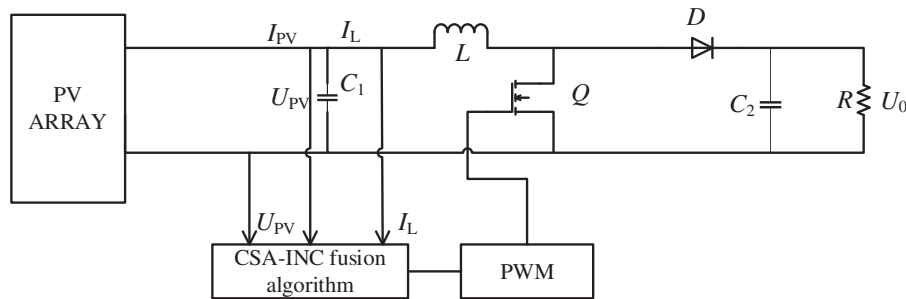 I_PV I_L D
PV ARRAY
L
C_1
U_PV
Q
C_2
R
U_0
U_PV
I_L
CSA-INC fusion
algorithm
PWM